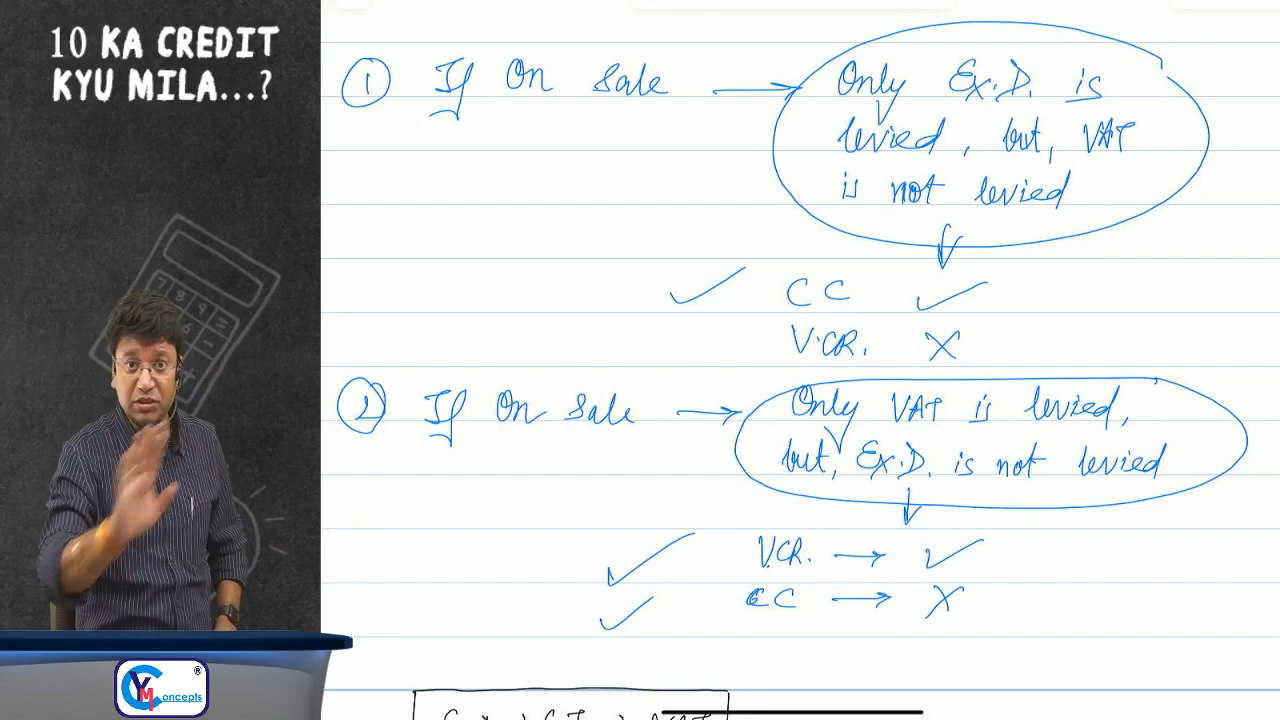 10 KA CREDIT
KYU MILA...?
1 If On Sale → Only Ex.D. is
levied, but, VAT
is not levied
CC ✓
V.CR. X
2 If On Sale → Only VAT is levied,
but, Ex.D. is not levied
V.CR. → ✓
CC → X
YM Concepts ®